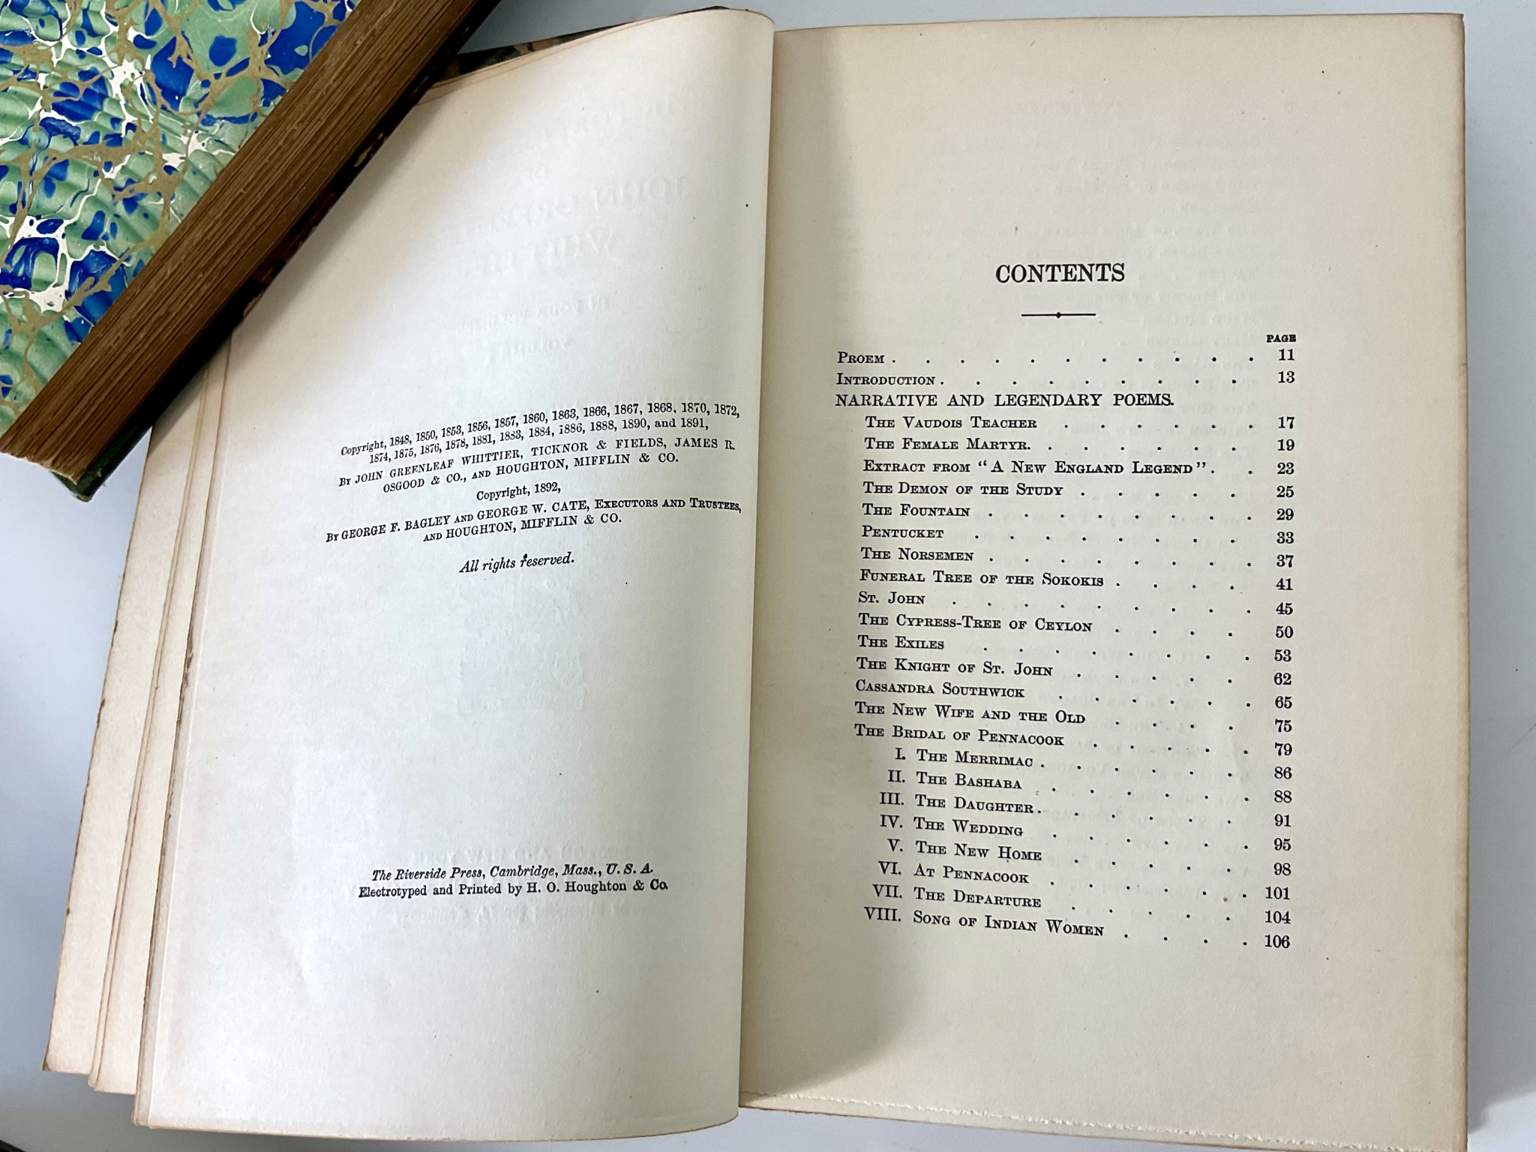 Copyright, 1848, 1850, 1853, 1856, 1857, 1860, 1863, 1866, 1867, 1868, 1870, 1872,
1874, 1875, 1876, 1878, 1881, 1883, 1884, 1886, 1888, 1890, and 1891,
By JOHN GREENLEAF WHITTIER, TICKNOR & FIELDS, JAMES R.
OSGOOD & CO., AND HOUGHTON, MIFFLIN & CO.
Copyright, 1892,
By GEORGE F. BAGLEY AND GEORGE W. CATE, EXECUTORS AND TRUSTEES,
AND HOUGHTON, MIFFLIN & CO.
All rights reserved.
The Riverside Press, Cambridge, Mass., U. S. A.
Electrotyped and Printed by H. O. Houghton & Co.
CONTENTS
PAGE
PROEM . . . . . . . . . . . 11
INTRODUCTION . . . . . . . . . 13
NARRATIVE AND LEGENDARY POEMS.
THE VAUDOIS TEACHER . . . . . . 17
THE FEMALE MARTYR . . . . . . . 19
EXTRACT FROM "A NEW ENGLAND LEGEND" . . 23
THE DEMON OF THE STUDY . . . . . 25
THE FOUNTAIN . . . . . . . . 29
PENTUCKET . . . . . . . . 33
THE NORSEMEN . . . . . . . . 37
FUNERAL TREE OF THE SOKOKIS . . . . 41
ST. JOHN . . . . . . . . . 45
THE CYPRESS-TREE OF CEYLON . . . . 50
THE EXILES . . . . . . . . 53
THE KNIGHT OF ST. JOHN . . . . . 62
CASSANDRA SOUTHWICK . . . . . . 65
THE NEW WIFE AND THE OLD . . . . 75
THE BRIDAL OF PENNACOOK . . . . . 79
I. THE MERRIMAC . . . . . . 86
II. THE BASHABA . . . . . . 88
III. THE DAUGHTER . . . . . . 91
IV. THE WEDDING . . . . . . 95
V. THE NEW HOME . . . . . 98
VI. AT PENNACOOK . . . . . . 101
VII. THE DEPARTURE . . . . . 104
VIII. SONG OF INDIAN WOMEN . . . . 106